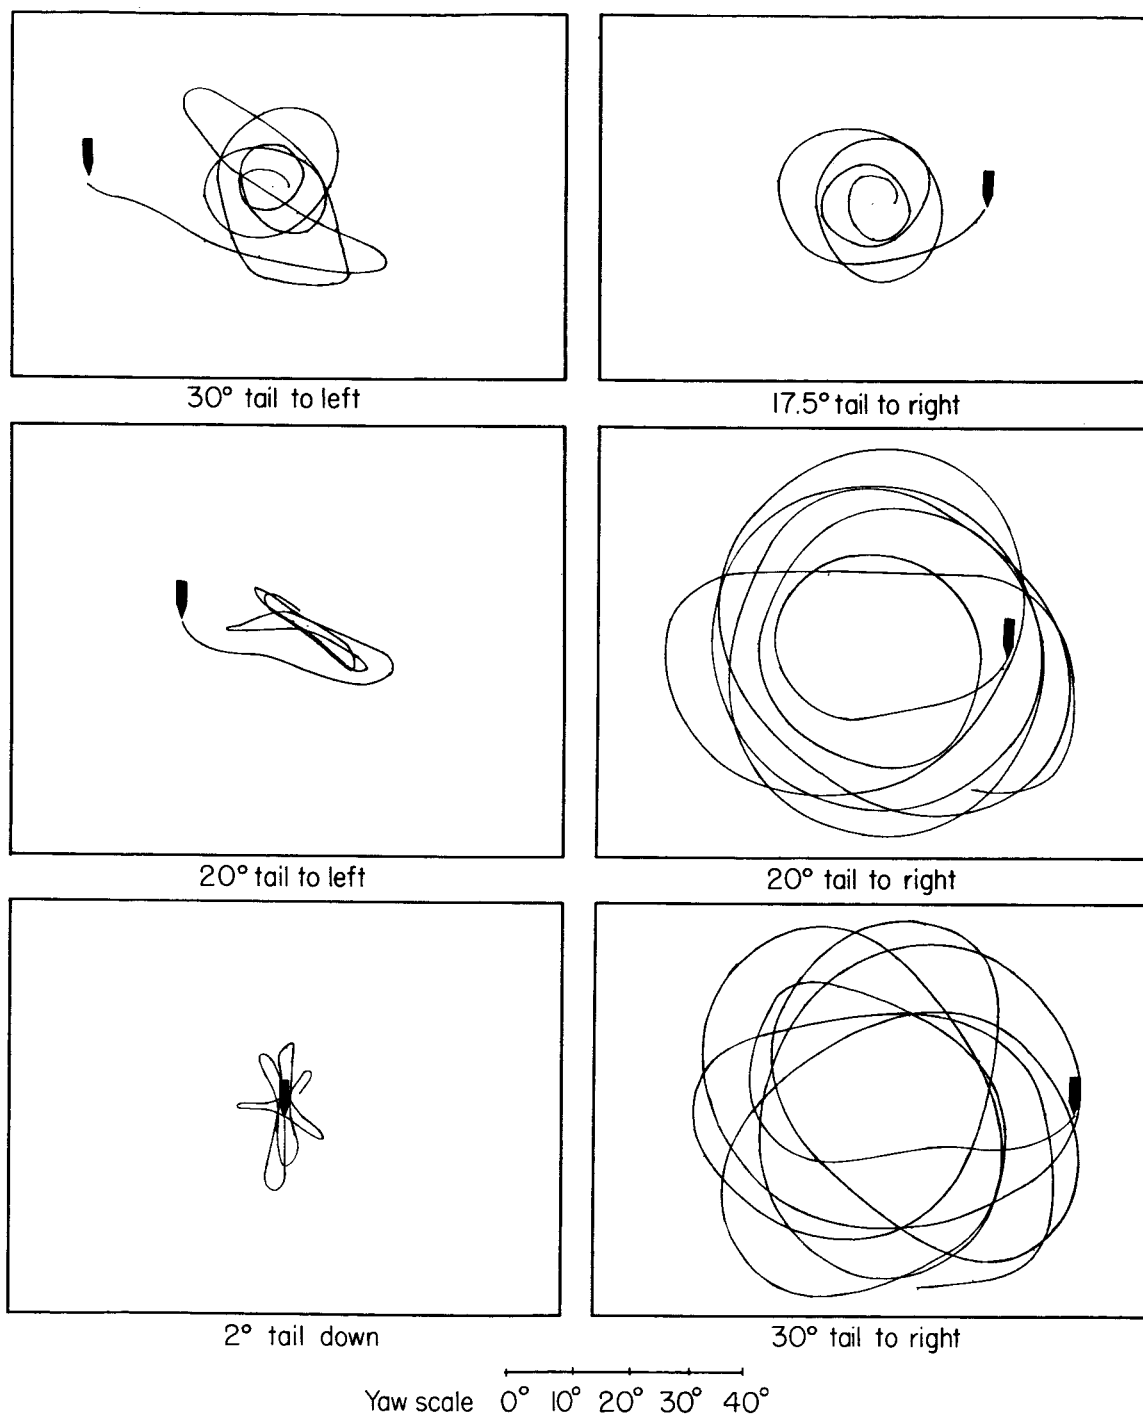 30° tail to left
17.5° tail to right
20° tail to left
20° tail to right
2° tail down
30° tail to right
Yaw scale 0° 10° 20° 30° 40°